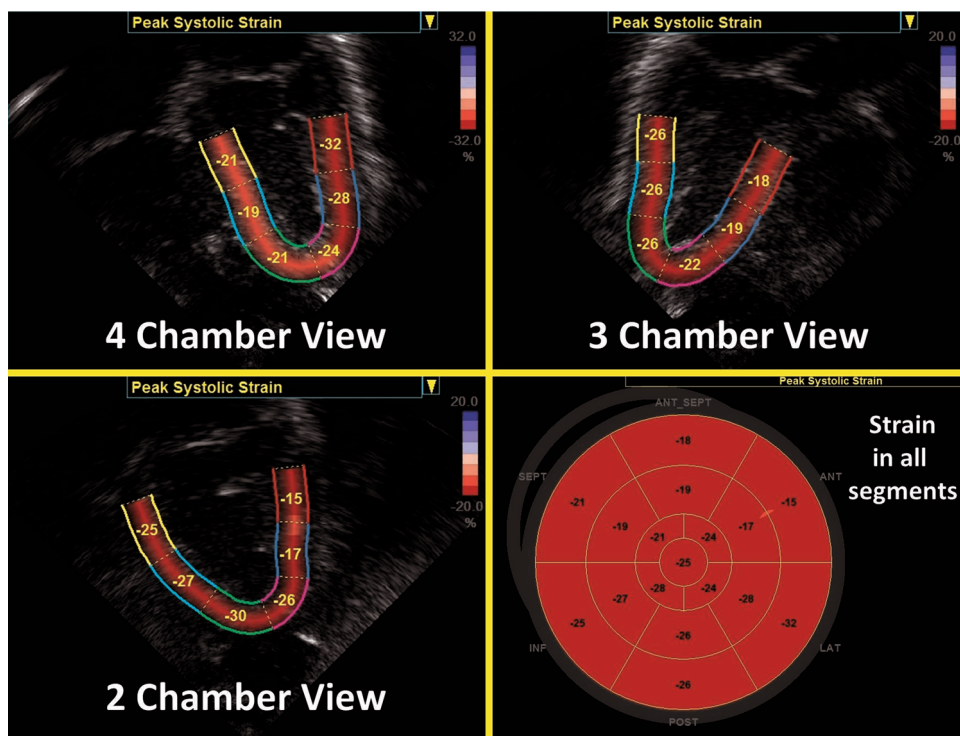 Peak Systolic Strain
32.0
-32.0
%
-21
-19
-21
-24
-28
-32
4 Chamber View
Peak Systolic Strain
20.0
-20.0
%
-26
-26
-26
-22
-19
-18
3 Chamber View
Peak Systolic Strain
20.0
-20.0
%
-25
-27
-30
-26
-17
-15
2 Chamber View
Peak Systolic Strain
ANT_SEPT
Strain
in all
segments
SEPT
ANT
-18
-21
-15
-19
-19
-17
-21
-24
-25
-28
-24
-27
-28
-25
-32
-26
INF
LAT
-26
POST